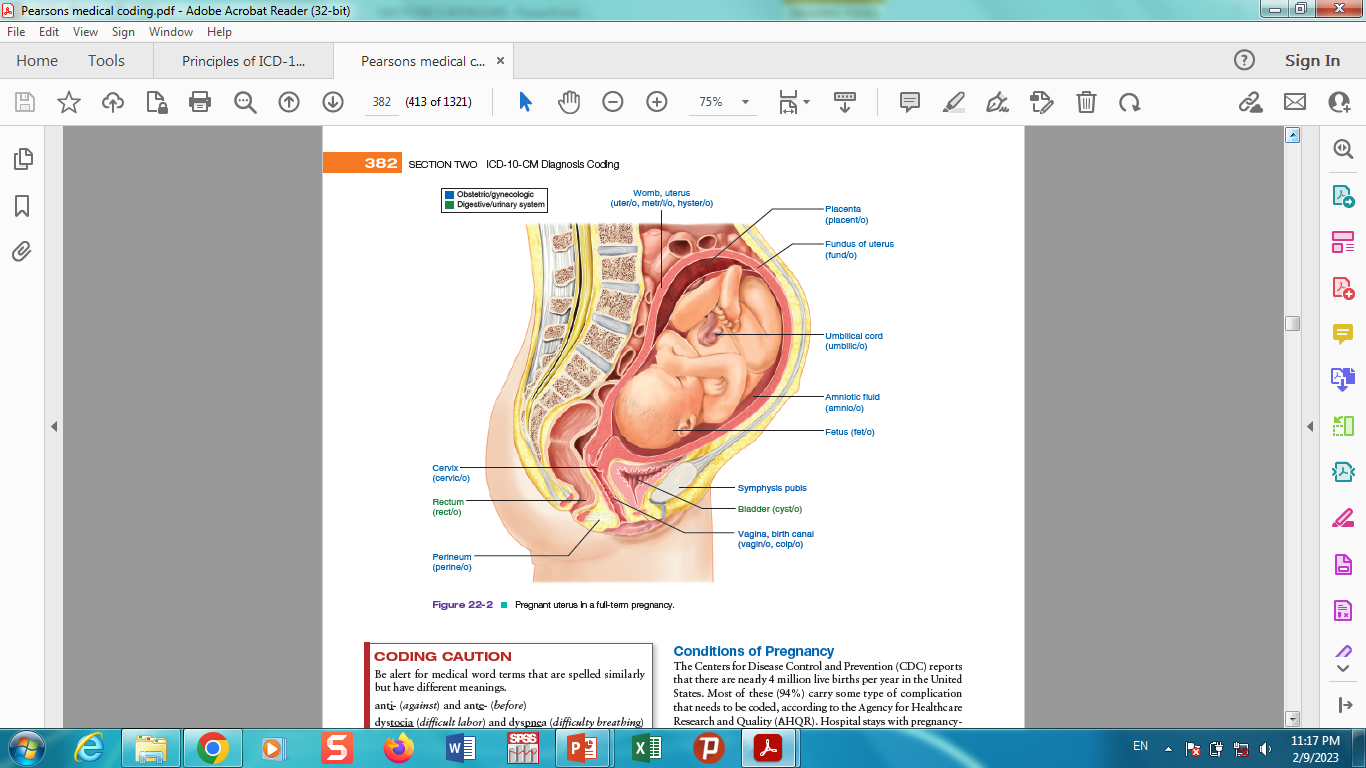 Pearsons medical coding.pdf - Adobe Acrobat Reader (32-bit)
File Edit View Sign Window Help
Home Tools Principles of ICD-1... Pearsons medical c... × Sign In
382 (413 of 1321) 75%
382 SECTION TWO ICD-10-CM Diagnosis Coding
Obstetric/gynecologic
Digestive/urinary system
Womb, uterus
(uter/o, metr/i/o, hyster/o)
Placenta
(placent/o)
Fundus of uterus
(fund/o)
Umbilical cord
(umbilic/o)
Amniotic fluid
(amnio/o)
Fetus (fet/o)
Cervix
(cervic/o)
Rectum
(rect/o)
Perineum
(perine/o)
Symphysis pubis
Bladder (cyst/o)
Vagina, birth canal
(vagin/o, colp/o)
Figure 22-2 Pregnant uterus in a full-term pregnancy.
CODING CAUTION
Be alert for medical word terms that are spelled similarly
but have different meanings.
anti- (against) and ante- (before)
dystocia (difficult labor) and dyspnea (difficulty breathing)
Conditions of Pregnancy
The Centers for Disease Control and Prevention (CDC) reports
that there are nearly 4 million live births per year in the United
States. Most of these (94%) carry some type of complication
that needs to be coded, according to the Agency for Healthcare
Research and Quality (AHQR). Hospital stays with pregnancy-
SPSS
EN
11:17 PM
2/9/2023